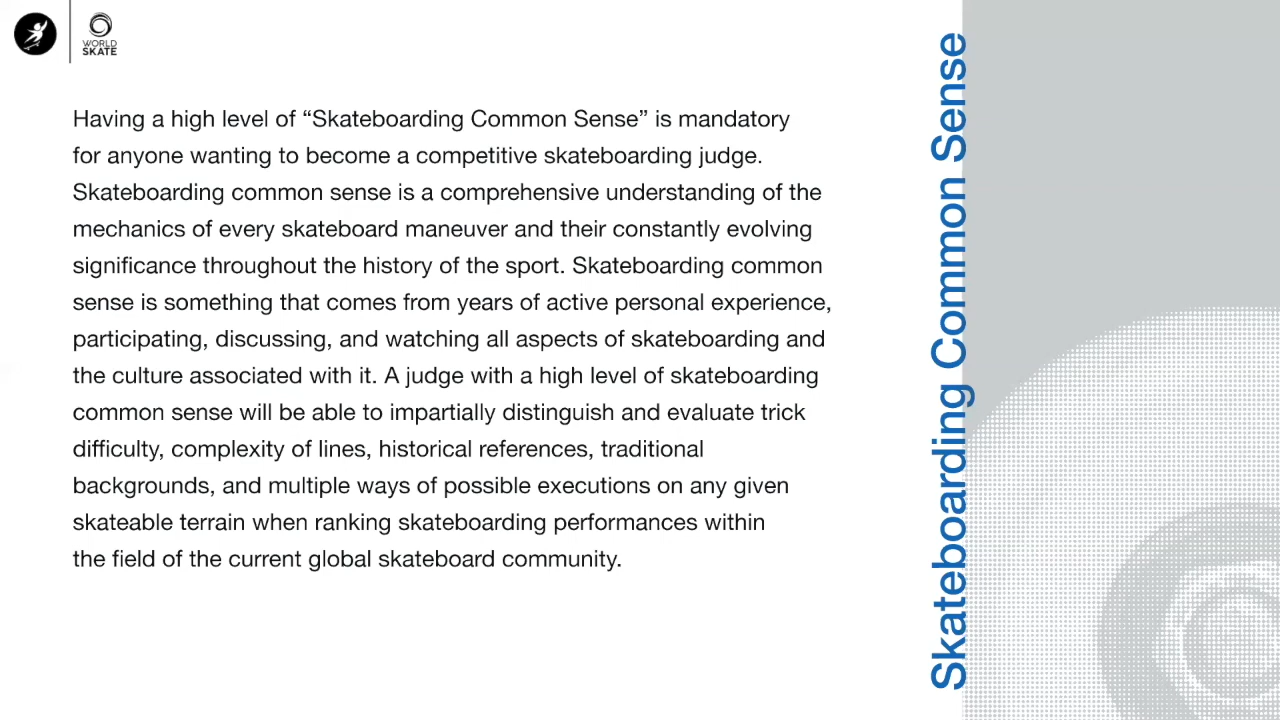 WORLD
SKATE
Having a high level of “Skateboarding Common Sense” is mandatory
for anyone wanting to become a competitive skateboarding judge.
Skateboarding common sense is a comprehensive understanding of the
mechanics of every skateboard maneuver and their constantly evolving
significance throughout the history of the sport. Skateboarding common
sense is something that comes from years of active personal experience,
participating, discussing, and watching all aspects of skateboarding and
the culture associated with it. A judge with a high level of skateboarding
common sense will be able to impartially distinguish and evaluate trick
difficulty, complexity of lines, historical references, traditional
backgrounds, and multiple ways of possible executions on any given
skateable terrain when ranking skateboarding performances within
the field of the current global skateboard community.
Skateboarding Common Sense